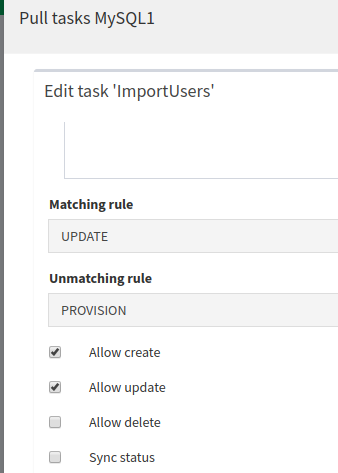 Pull tasks MySQL1
Edit task 'ImportUsers'
Matching rule
UPDATE
Unmatching rule
PROVISION
Allow create
Allow update
Allow delete
Sync status